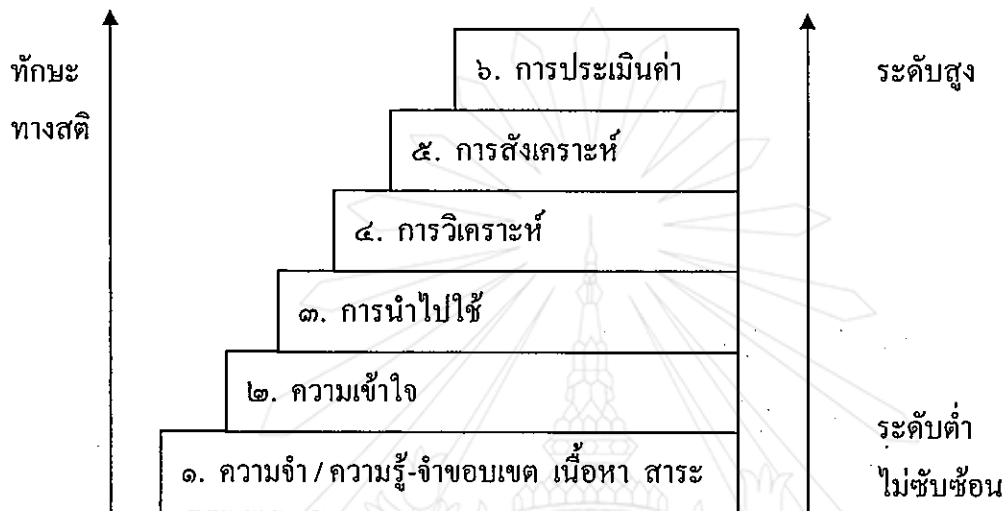 ทักษะ
ทางสติ
๖. การประเมินค่า
ระดับสูง
๕. การสังเคราะห์
๔. การวิเคราะห์
๓. การนำไปใช้
๒. ความเข้าใจ
๑. ความจำ / ความรู้-จำขอบเขต เนื้อหา สาระ
ระดับต่ำ
ไม่ซับซ้อน